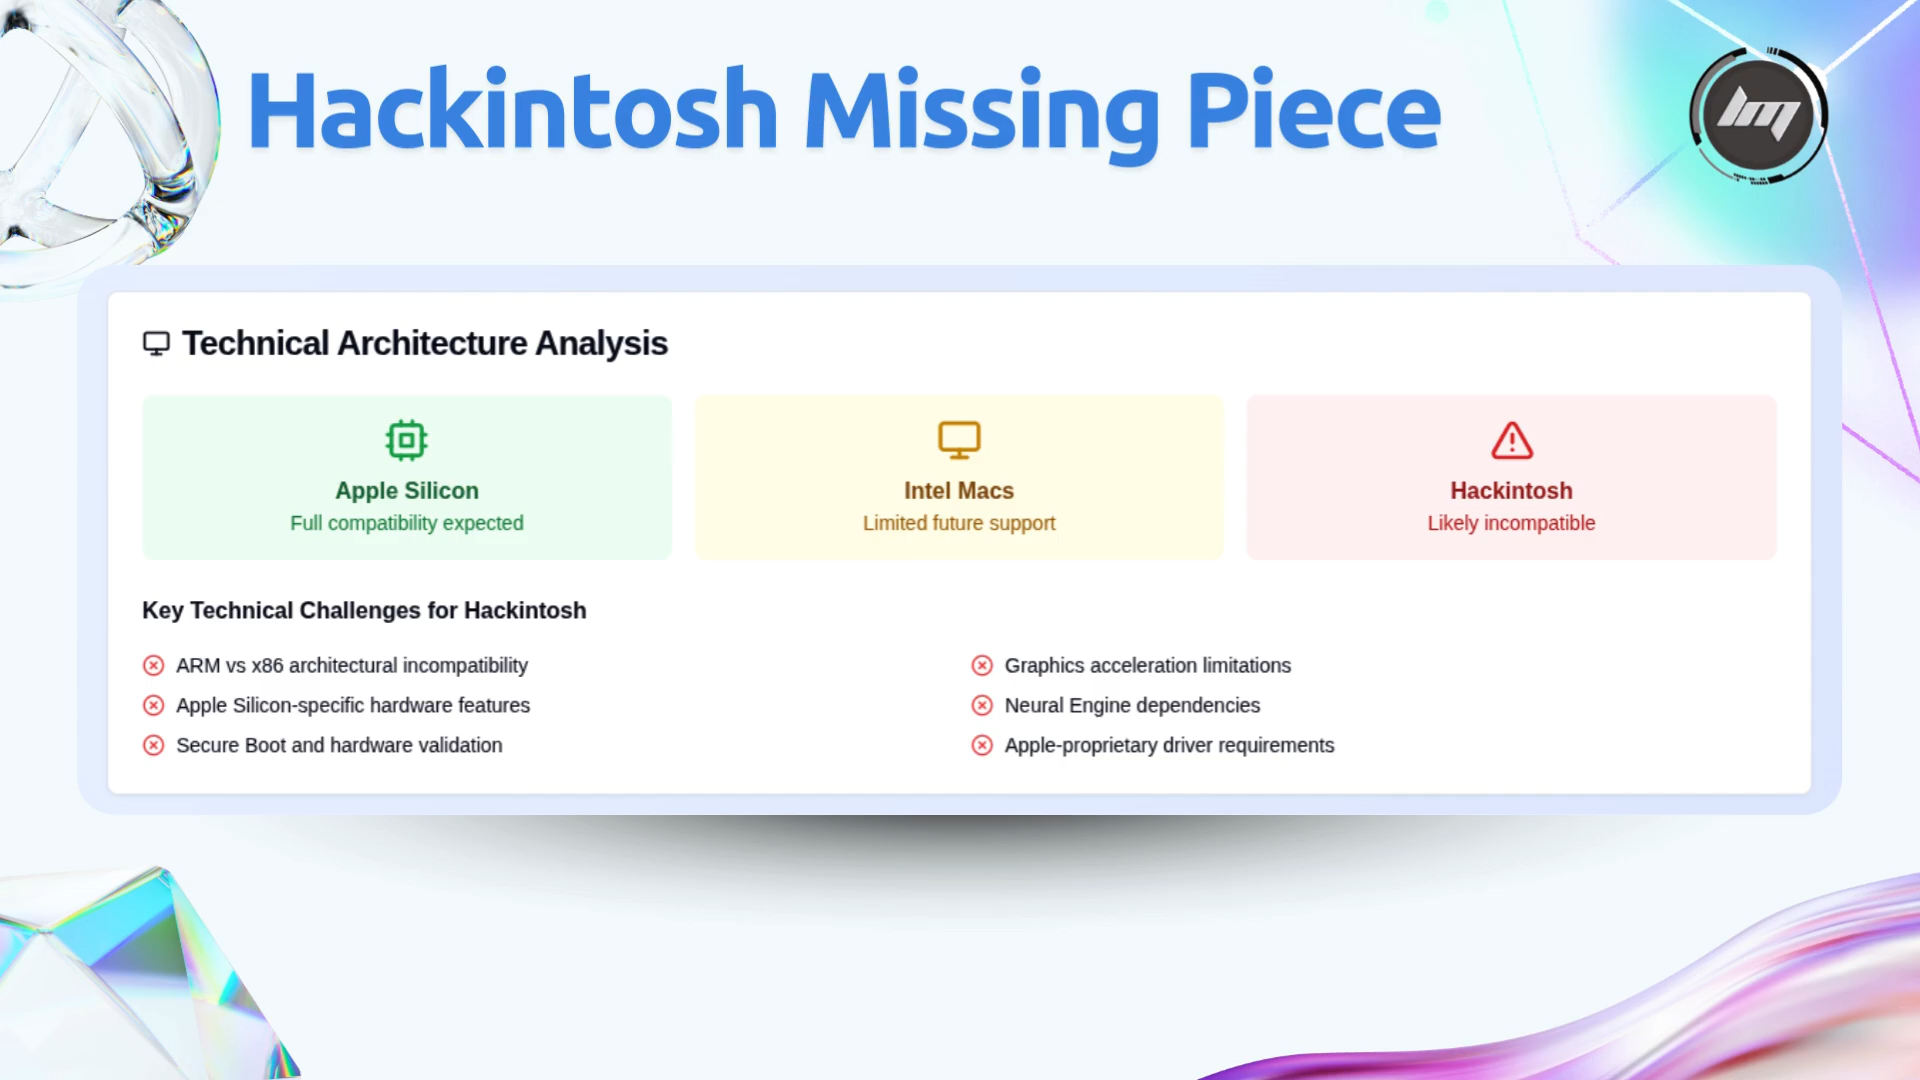 Hackintosh Missing Piece
lm
Technical Architecture Analysis
Apple Silicon
Full compatibility expected
Intel Macs
Limited future support
Hackintosh
Likely incompatible
Key Technical Challenges for Hackintosh
ARM vs x86 architectural incompatibility
Apple Silicon-specific hardware features
Secure Boot and hardware validation
Graphics acceleration limitations
Neural Engine dependencies
Apple-proprietary driver requirements